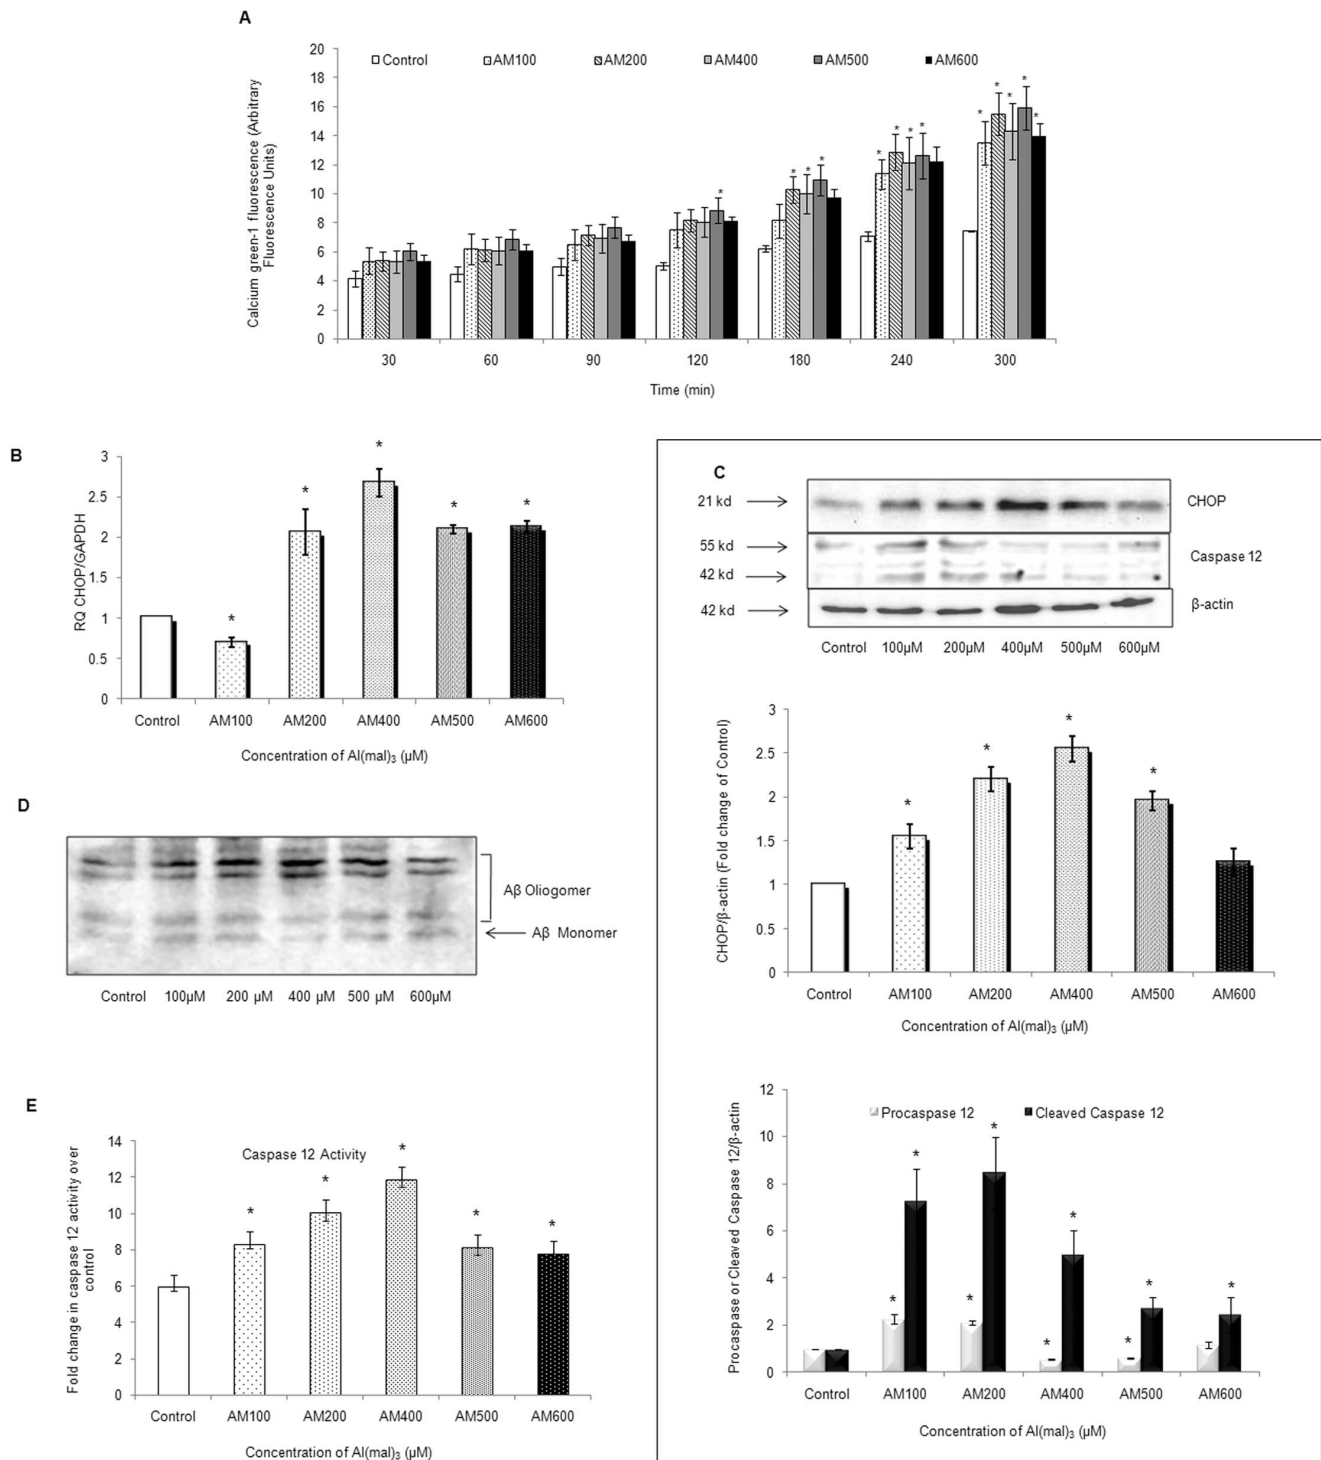 A
20
18
16
14
12
10
8
6
4
2
0
Control AM100 AM200 AM400 AM500 AM600
* * * * * * * * * * * * *
Calcium green-1 fluorescence (Arbitrary
Fluorescence Units)
30 60 90 120 180 240 300
Time (min)
B
3
2.5
2
1.5
1
0.5
0
RQ CHOP/GAPDH
* * * * *
Control AM100 AM200 AM400 AM500 AM600
Concentration of Al(mal)₃ (µM)
C
21 kd CHOP
55 kd
Caspase 12
42 kd
42 kd β-actin
Control 100µM 200µM 400µM 500µM 600µM
3
2.5
2
1.5
1
0.5
0
CHOP/β-actin (Fold change of Control)
* * * *
Control AM100 AM200 AM400 AM500 AM600
Concentration of Al(mal)₃ (µM)
12
10
8
6
4
2
0
Procaspase 12 Cleaved Caspase 12
Procaspase or Cleaved Caspase 12/β-actin
* * * * * * * * *
Control AM100 AM200 AM400 AM500 AM600
Concentration of Al(mal)₃ (µM)
D
Aβ Oliogomer
Aβ Monomer
Control 100µM 200 µM 400 µM 500 µM 600µM
E
14
12
10
8
6
4
2
0
Caspase 12 Activity
Fold change in caspase 12 activity over
control
* * * * *
Control AM100 AM200 AM400 AM500 AM600
Concentration of Al(mal)₃ (µM)